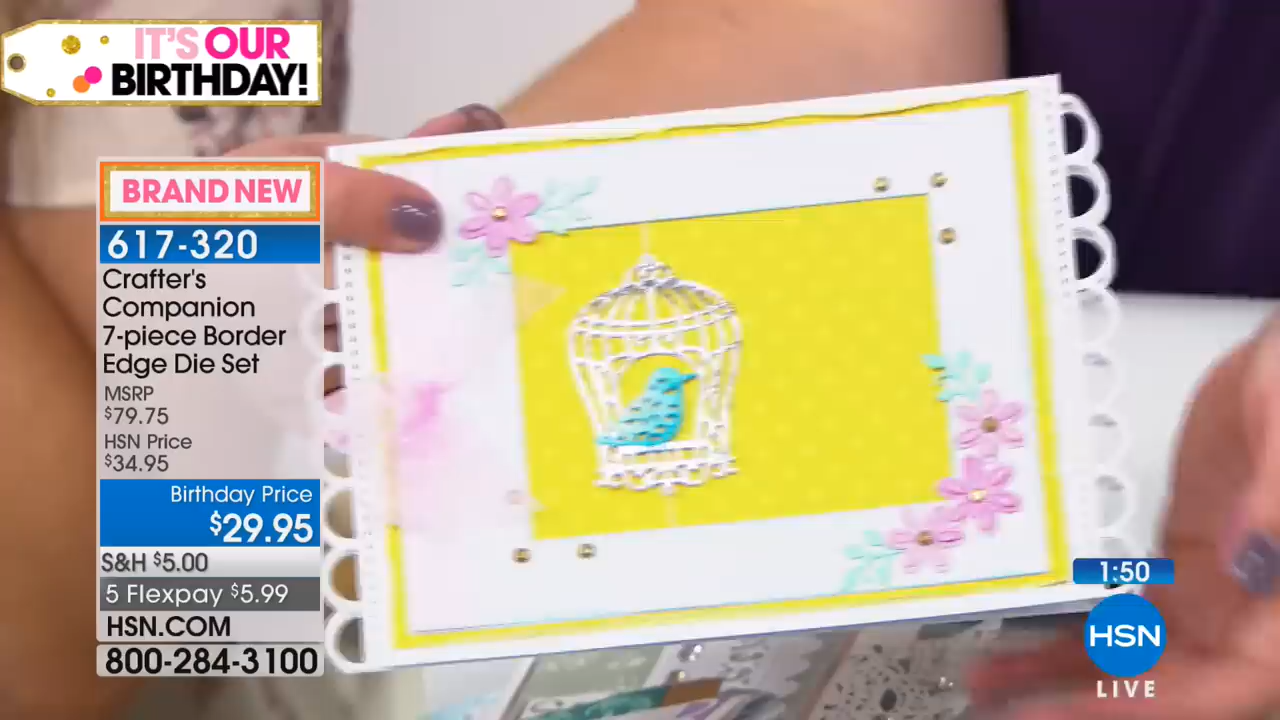 IT'S OUR
BIRTHDAY!
BRAND NEW
617-320
Crafter's
Companion
7-piece Border
Edge Die Set
MSRP
$79.75
HSN Price
$34.95
Birthday Price
$29.95
S&H $5.00
5 Flexpay $5.99
HSN.COM
800-284-3100
1:50
HSN
LIVE